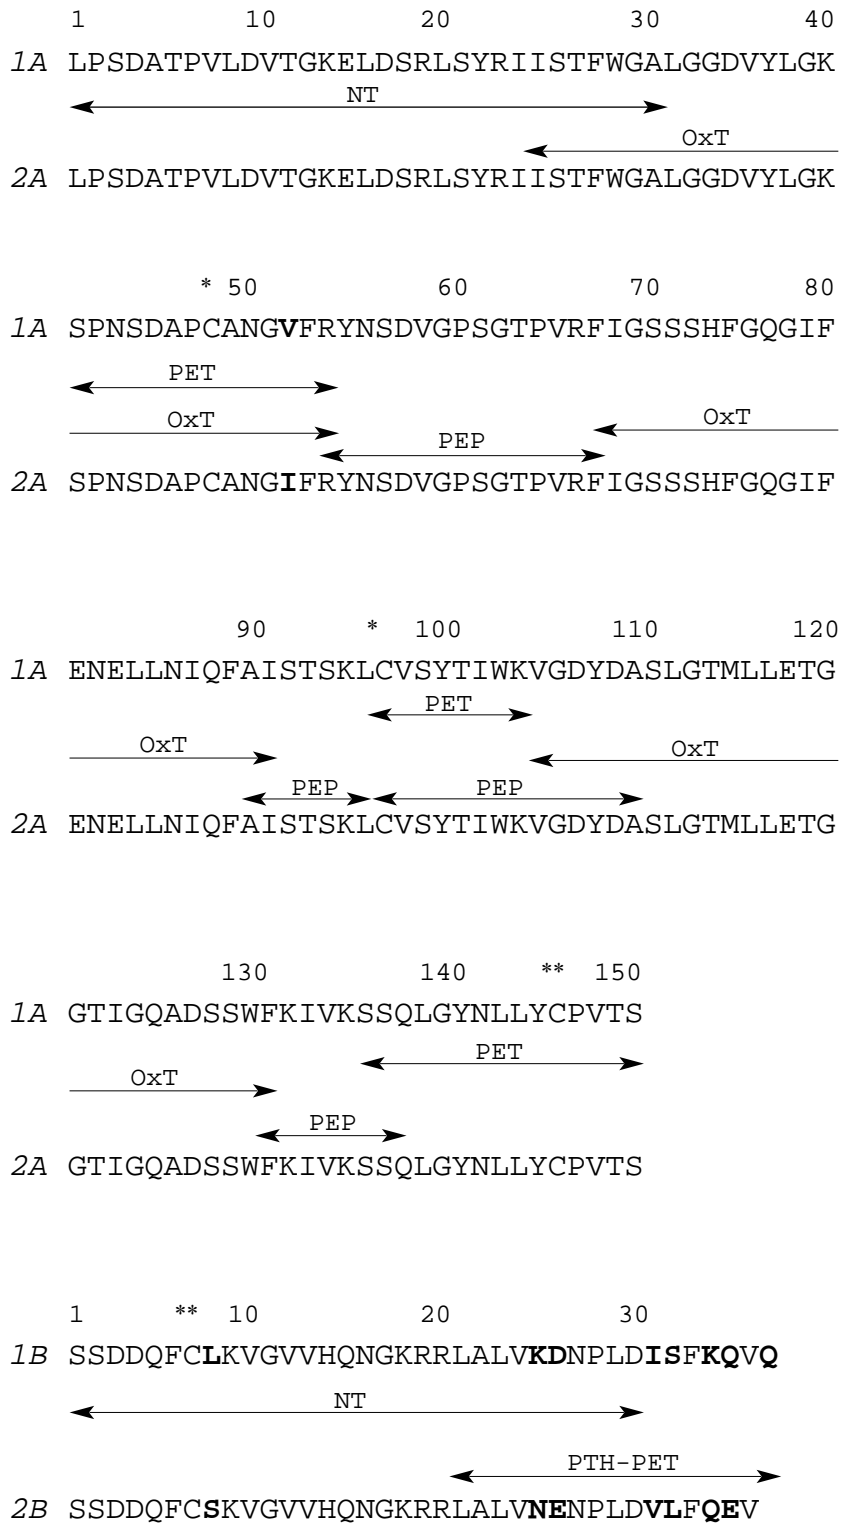 1 10 20 30 40
1A LPSDATPVLDVTGKELDSRLSYRIISTFWGALGGDVYLGK
NT
OxT
2A LPSDATPVLDVTGKELDSRLSYRIISTFWGALGGDVYLGK
* 50 60 70 80
1A SPNSDAPCANGVFRYNSDVGPSGTPVRFIGSSSHFGQGIF
PET
OxT PEP OxT
2A SPNSDAPCANGIFRYNSDVGPSGTPVRFIGSSSHFGQGIF
90 * 100 110 120
1A ENELLNIQFAISTSKLCVSYTIWKVGDYDASLGTMLLETG
PET
OxT OxT
PEP PEP
2A ENELLNIQFAISTSKLCVSYTIWKVGDYDASLGTMLLETG
130 140 ** 150
1A GTIGQADSSWFKIVKSSQLGYNLLYCPVTS
PET
OxT
PEP
2A GTIGQADSSWFKIVKSSQLGYNLLYCPVTS
1 ** 10 20 30
1B SSDDQFCLKVGVVHQNGKRRLALVKDNPLDISFKQVQ
NT
PTH-PET
2B SSDDQFCSKVGVVHQNGKRRLALVNENPLDVLFQEV